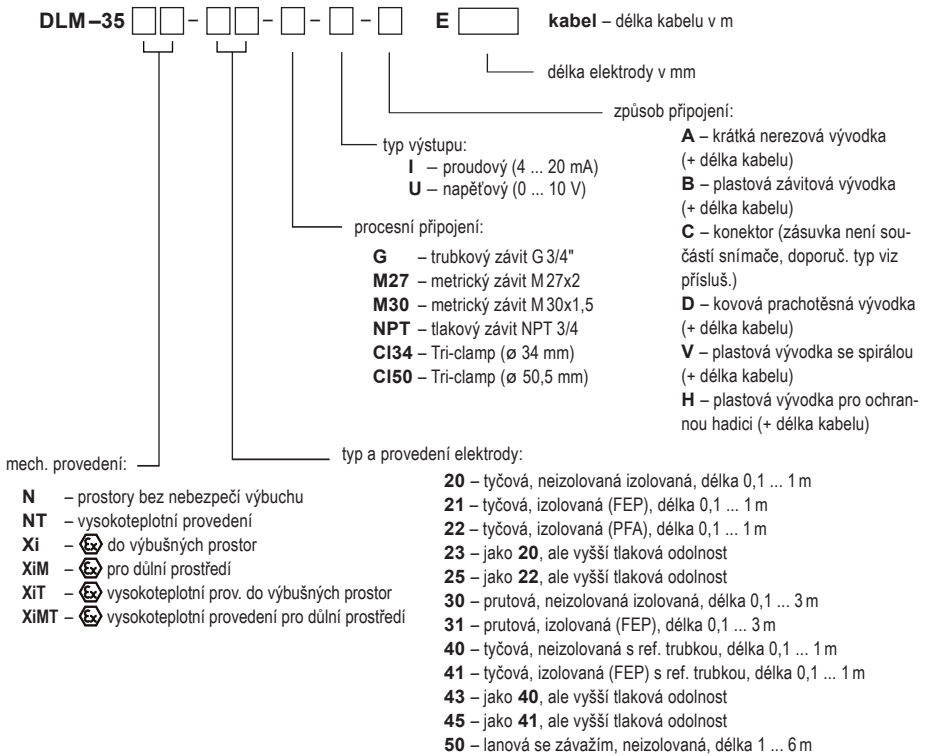 DLM–35 – – – – E kabel – délka kabelu v m
délka elektrody v mm
způsob připojení:
A – krátká nerezová vývodka
(+ délka kabelu)
B – plastová závitová vývodka
(+ délka kabelu)
C – konektor (zásuvka není sou-
částí snímače, doporuč. typ viz
přísluš.)
D – kovová prachotěsná vývodka
(+ délka kabelu)
V – plastová vývodka se spirálou
(+ délka kabelu)
H – plastová vývodka pro ochran-
nou hadici (+ délka kabelu)
typ výstupu:
I – proudový (4 ... 20 mA)
U – napěťový (0 ... 10 V)
procesní připojení:
G – trubkový závit G 3/4"
M27 – metrický závit M 27x2
M30 – metrický závit M 30x1,5
NPT – tlakový závit NPT 3/4
Cl34 – Tri-clamp (ø 34 mm)
Cl50 – Tri-clamp (ø 50,5 mm)
mech. provedení:
N – prostory bez nebezpečí výbuchu
NT – vysokoteplotní provedení
Xi – Ex do výbušných prostor
XiM – Ex pro důlní prostředí
XiT – Ex vysokoteplotní prov. do výbušných prostor
XiMT – Ex vysokoteplotní provedení pro důlní prostředí
typ a provedení elektrody:
20 – tyčová, neizolovaná izolovaná, délka 0,1 ... 1 m
21 – tyčová, izolovaná (FEP), délka 0,1 ... 1 m
22 – tyčová, izolovaná (PFA), délka 0,1 ... 1 m
23 – jako 20, ale vyšší tlaková odolnost
25 – jako 22, ale vyšší tlaková odolnost
30 – prutová, neizolovaná izolovaná, délka 0,1 ... 3 m
31 – prutová, izolovaná (FEP), délka 0,1 ... 3 m
40 – tyčová, neizolovaná s ref. trubkou, délka 0,1 ... 1 m
41 – tyčová, izolovaná (FEP) s ref. trubkou, délka 0,1 ... 1 m
43 – jako 40, ale vyšší tlaková odolnost
45 – jako 41, ale vyšší tlaková odolnost
50 – lanová se závažím, neizolovaná, délka 1 ... 6 m